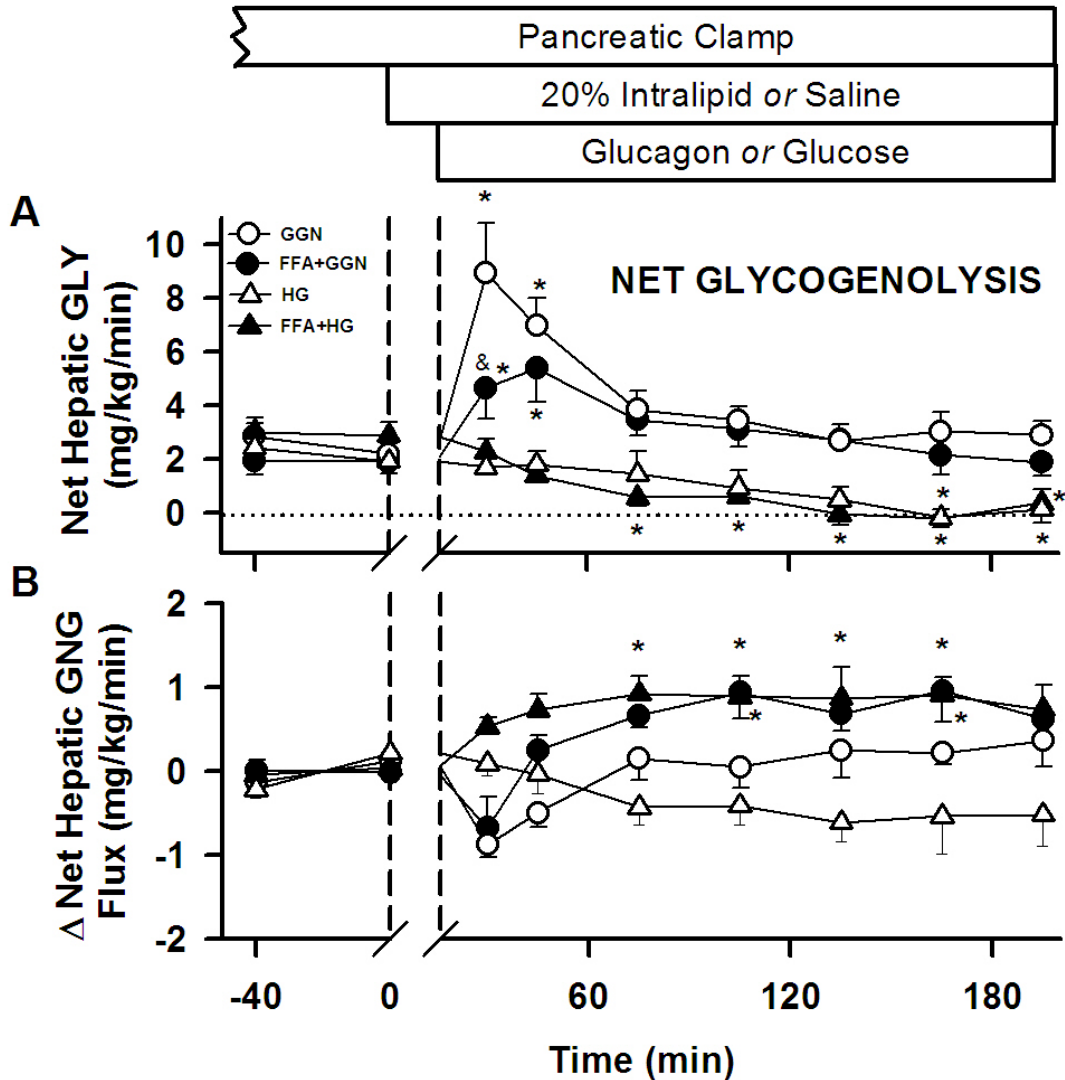 Pancreatic Clamp
20% Intralipid or Saline
Glucagon or Glucose
A
Net Hepatic GLY
(mg/kg/min)
10
8
6
4
2
0
GGN
FFA+GGN
HG
FFA+HG
NET GLYCOGENOLYSIS
*
*
& *
*
*
*
*
*
*
*
*
*
B
Δ Net Hepatic GNG
Flux (mg/kg/min)
2
1
0
-1
-2
*
*
*
*
*
*
-40
0
60
120
180
Time (min)